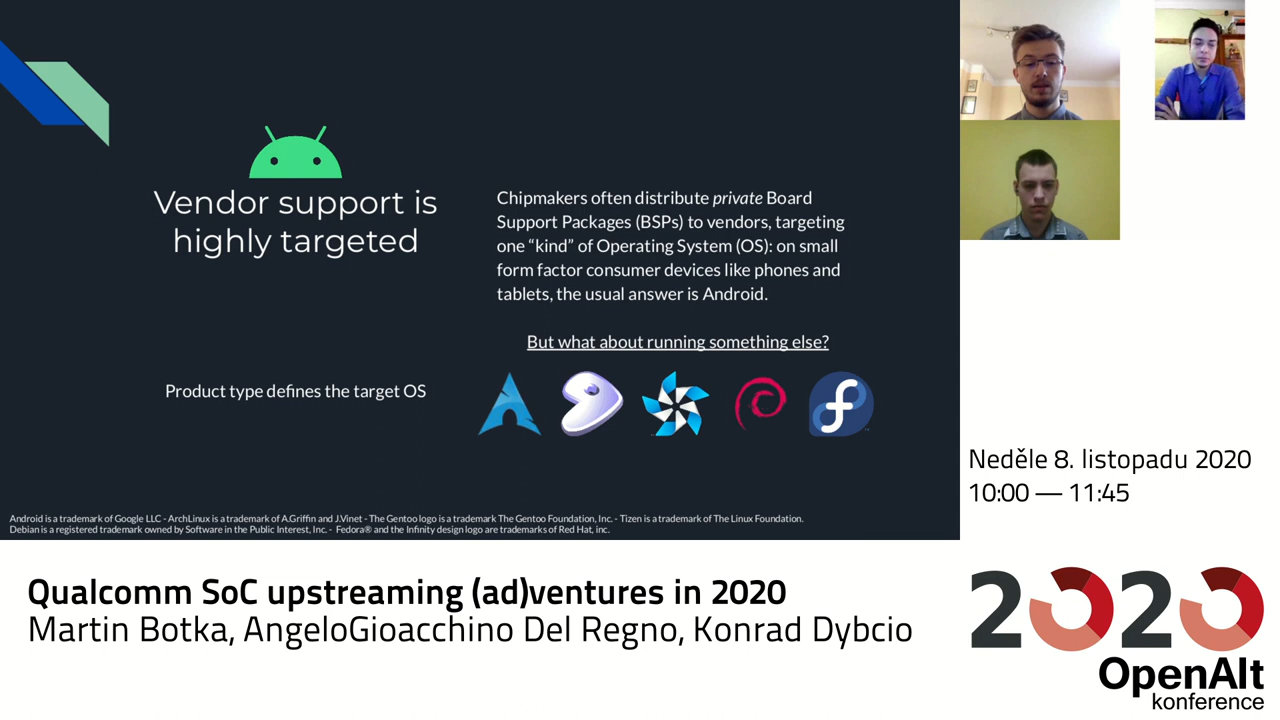 Vendor support is
highly targeted
Product type defines the target OS
Chipmakers often distribute private Board
Support Packages (BSPs) to vendors, targeting
one “kind” of Operating System (OS): on small
form factor consumer devices like phones and
tablets, the usual answer is Android.
But what about running something else?
Android is a trademark of Google LLC - ArchLinux is a trademark of A.Griffin and J.Vinet - The Gentoo logo is a trademark The Gentoo Foundation, Inc. - Tizen is a trademark of The Linux Foundation.
Debian is a registered trademark owned by Software in the Public Interest, Inc. - Fedora® and the Infinity design logo are trademarks of Red Hat, inc.
Neděle 8. listopadu 2020
10:00 — 11:45
Qualcomm SoC upstreaming (ad)ventures in 2020
Martin Botka, AngeloGioacchino Del Regno, Konrad Dybcio
2020
OpenAlt
konference